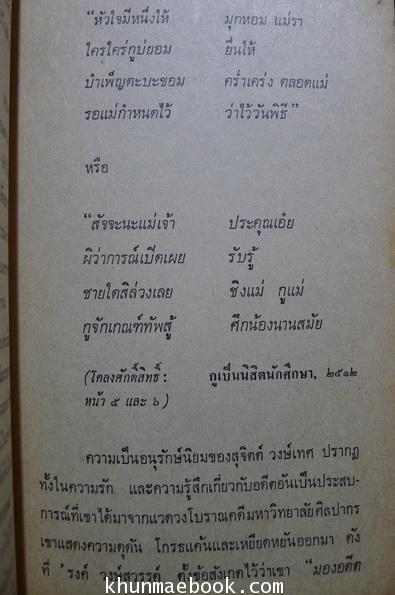 “หัวใจมีหนึ่งให้ มุกหอม แม่รา
ใครใคร่กูบ่ยอม ยื่นให้
บำเพ็ญตะบะขอม คร่ำเคร่ง ตลอดแม่
รอแม่กำหนดไว้ ว่าไว้วันพิธี”
หรือ
“สัจจะนะแม่เจ้า ประคุณเอ๋ย
ผิว่าการณ์เปิดเผย รับรู้
ชายใดสิล่วงเลย ชิงแม่ กูแม่
กูจักเกณฑ์ทัพสู้ ศึกน้องนานสมัย
(โคลงศักดิ์สิทธิ์ : กูเป็นนิสิตนักศึกษา, ๒๕๑๒
หน้า ๕ และ ๖)
ความเป็นอนุรักษ์นิยมของสุจิตต์ วงษ์เทศ ปรากฏ
ทั้งในความรัก และความรู้สึกเกี่ยวกับอดีตอันเป็นประสบ-
การณ์ที่เขาได้มาจากแวดวงโบราณคดีมหาวิทยาลัยศิลปากร
เขาแสดงความดุดัน โกรธแค้นและเหยียดหยันออกมา ดัง
ที่ ’รงค์ วงษ์สวรรค์ ตั้งข้อสังเกตไว้ว่าเขา “มองอดีต
khunmaebook.com